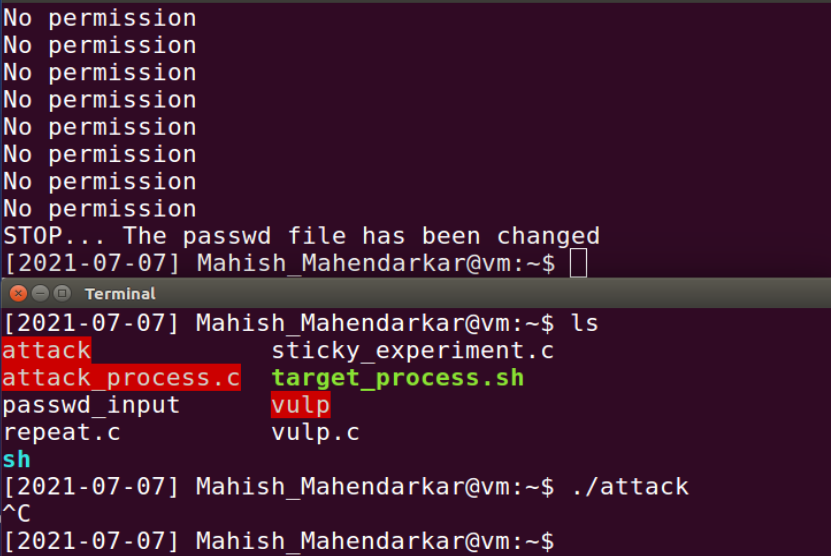 No permission
No permission
No permission
No permission
No permission
No permission
No permission
No permission
STOP... The passwd file has been changed
[2021-07-07] Mahish_Mahendarkar@vm:~$
Terminal
[2021-07-07] Mahish_Mahendarkar@vm:~$ ls
attack sticky_experiment.c
attack_process.c target_process.sh
passwd_input vulp
repeat.c vulp.c
sh
[2021-07-07] Mahish_Mahendarkar@vm:~$ ./attack
^C
[2021-07-07] Mahish_Mahendarkar@vm:~$